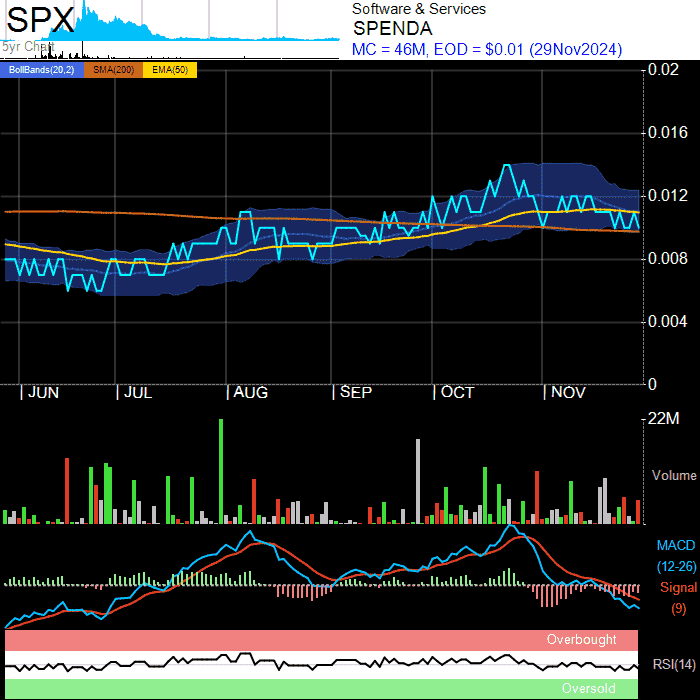 SPX
5yr Chart
Software & Services
SPENDA
MC = 46M, EOD = $0.01 (29Nov2024)
BollBands(20,2) SMA(200) EMA(50)
0.02
0.016
0.012
0.008
0.004
0
| JUN | JUL | AUG | SEP | OCT | NOV
22M
Volume
MACD
(12-26)
Signal
(9)
Overbought
RSI(14)
Oversold